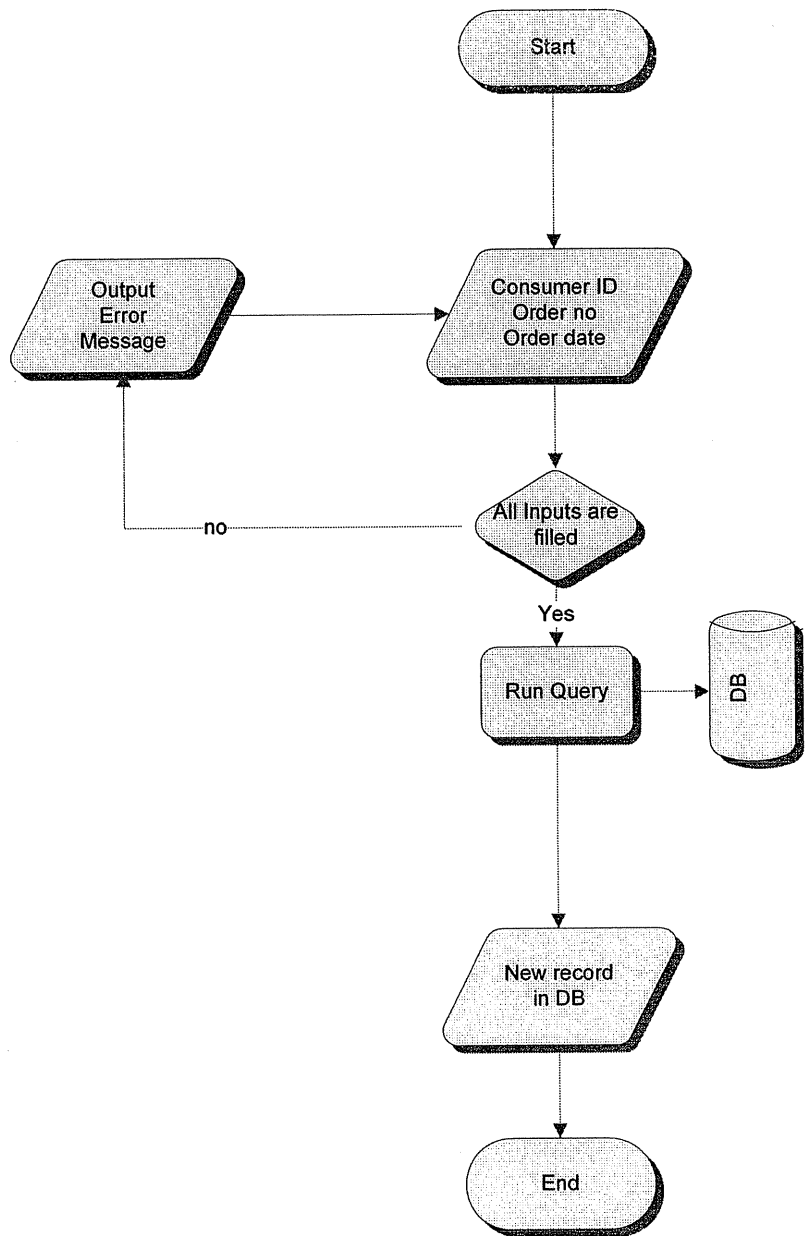 Start
Output
Error
Message
Consumer ID
Order no
Order date
All Inputs are
filled
no
Yes
Run Query
DB
New record
in DB
End